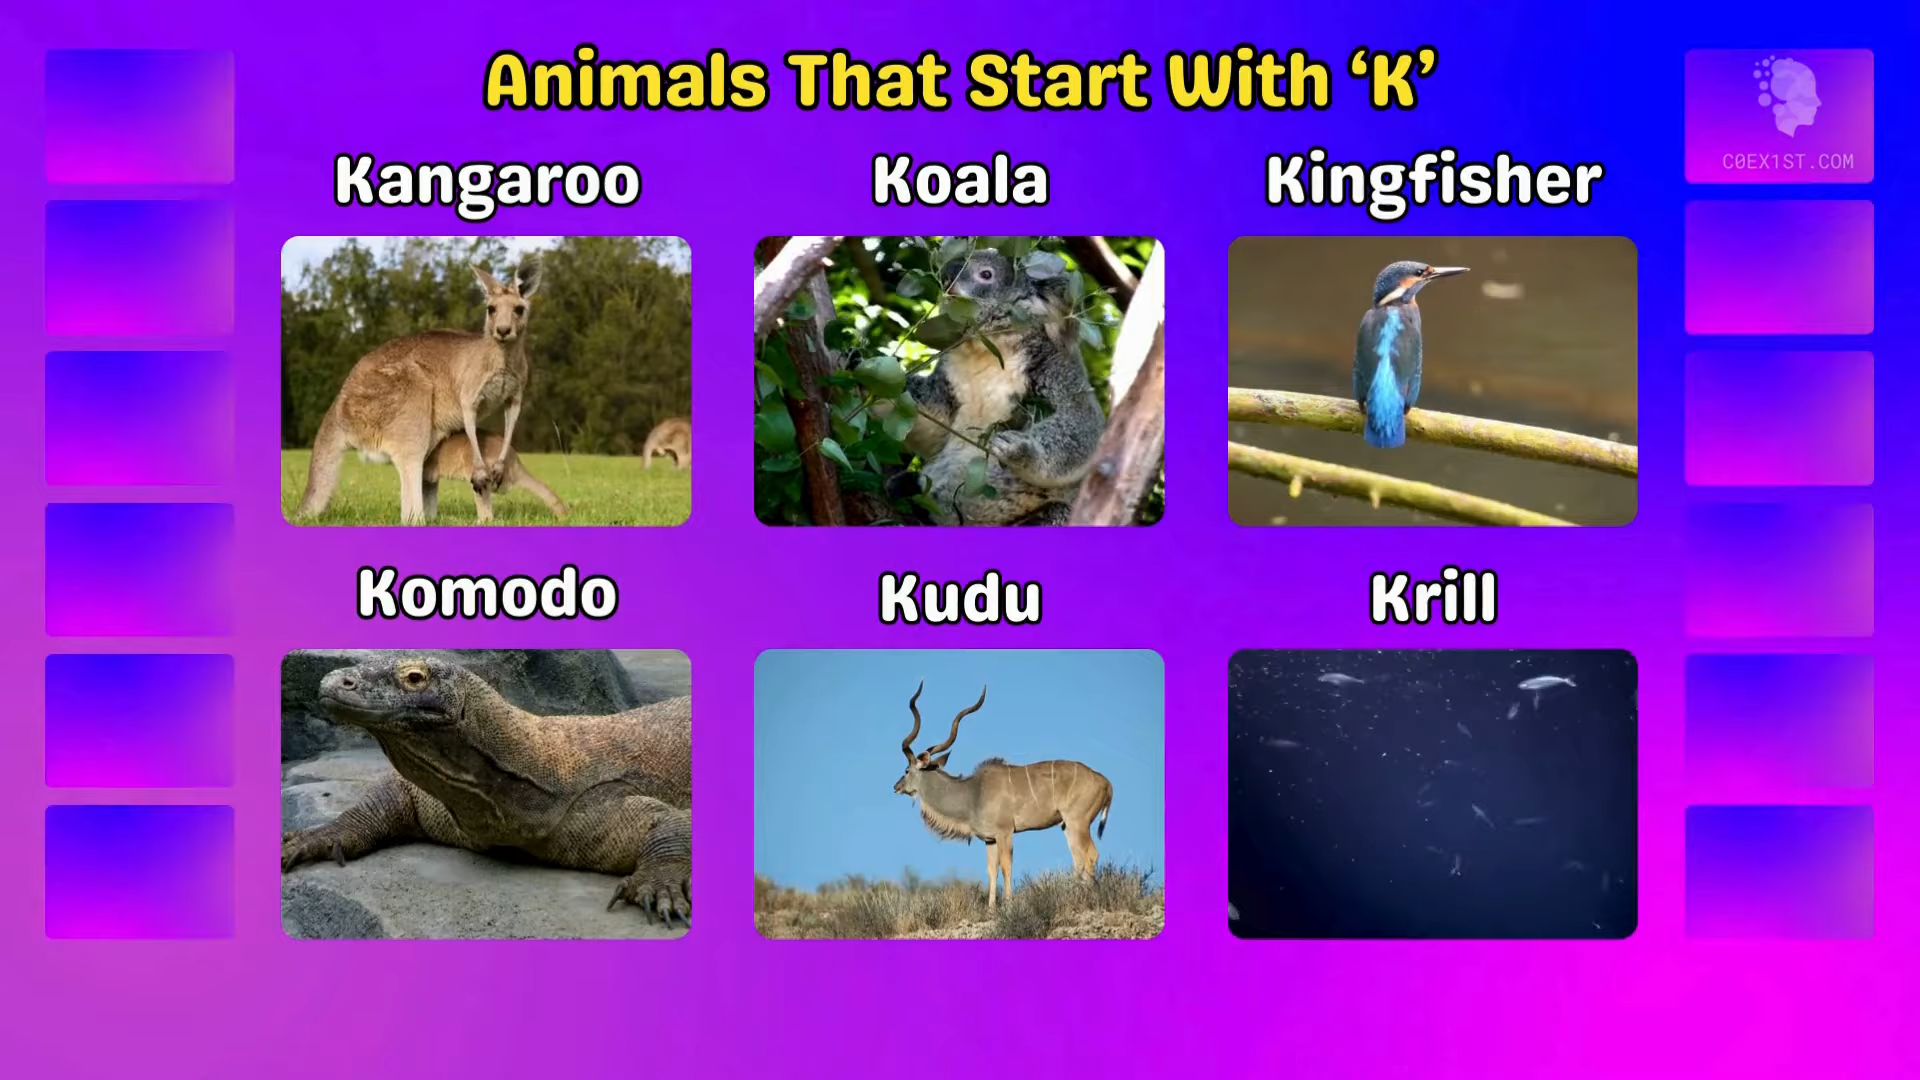 Animals That Start With ‘K’
C0EX1ST.COM
Kangaroo
Koala
Kingfisher
Komodo
Kudu
Krill